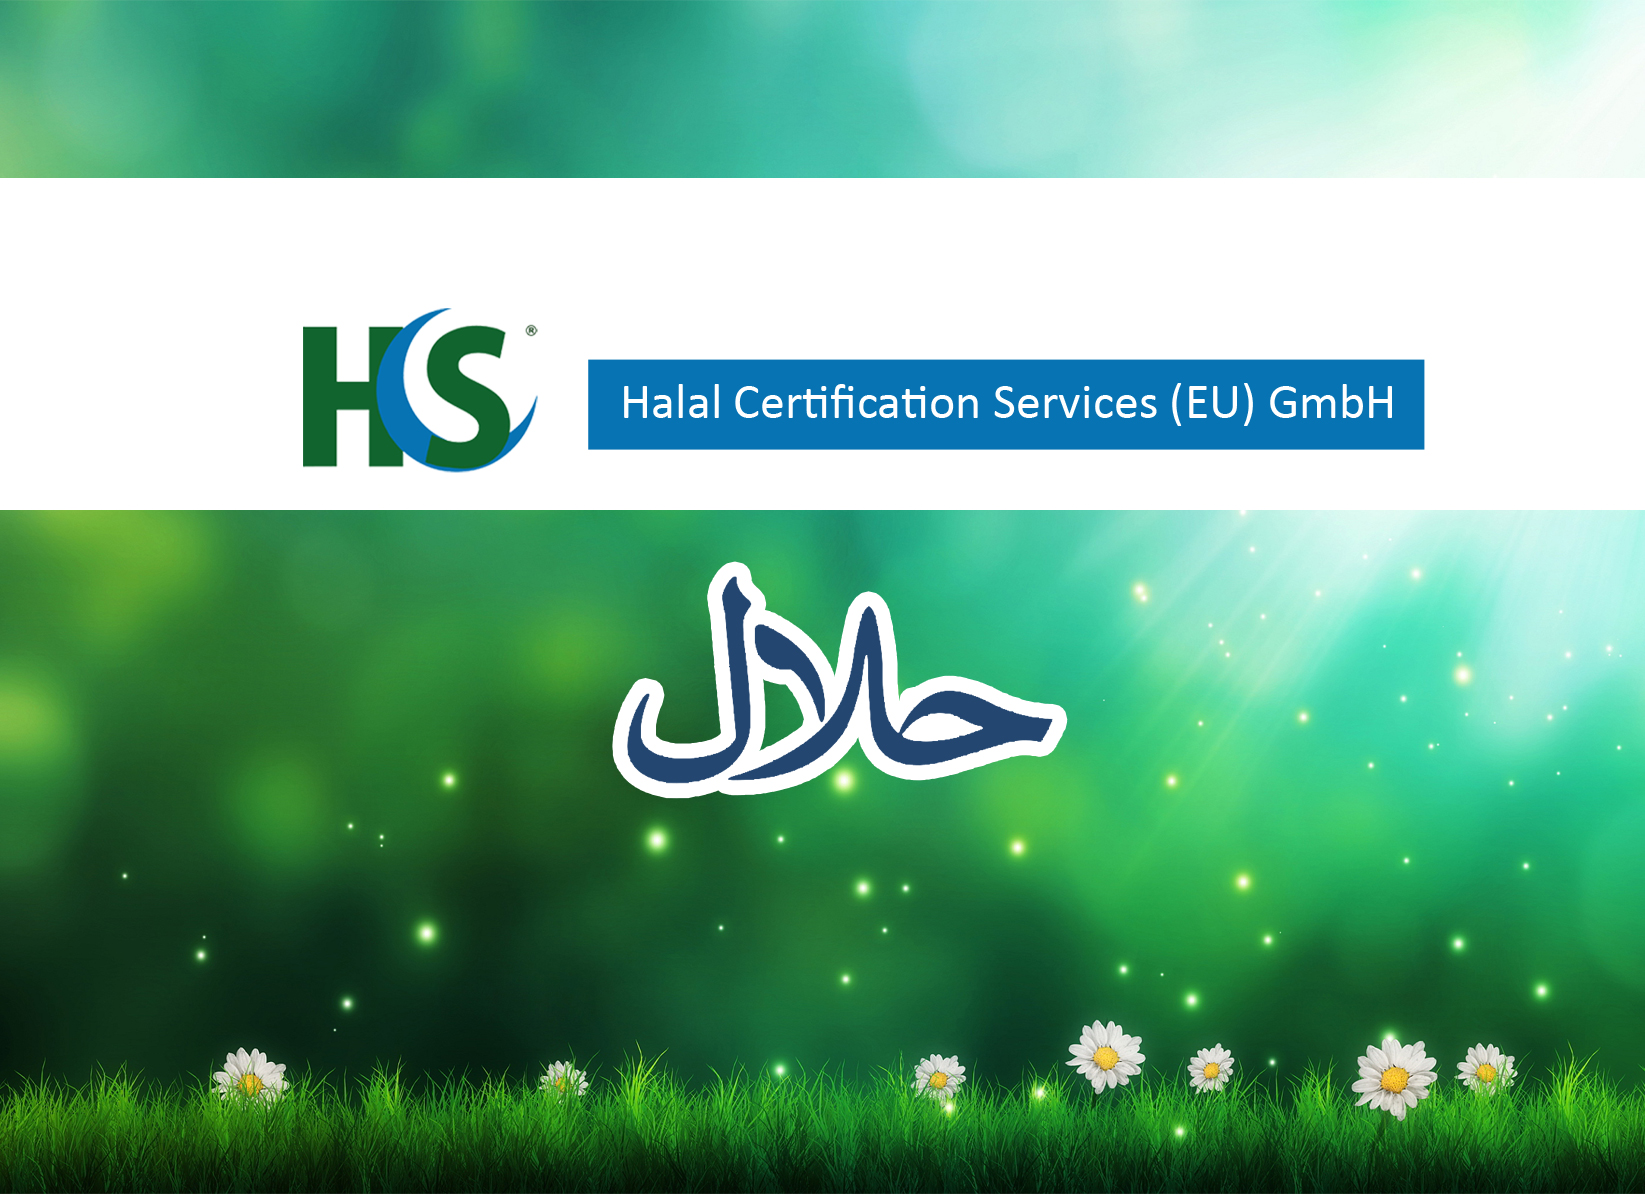 HCS®
Halal Certification Services (EU) GmbH
حلال